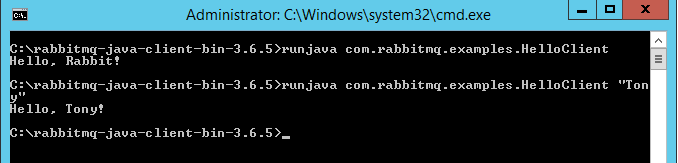 Administrator: C:\Windows\system32\cmd.exe
C:\rabbitmq-java-client-bin-3.6.5>runjava com.rabbitmq.examples.HelloClient
Hello, Rabbit!
C:\rabbitmq-java-client-bin-3.6.5>runjava com.rabbitmq.examples.HelloClient "Ton
y"
Hello, Tony!
C:\rabbitmq-java-client-bin-3.6.5>_